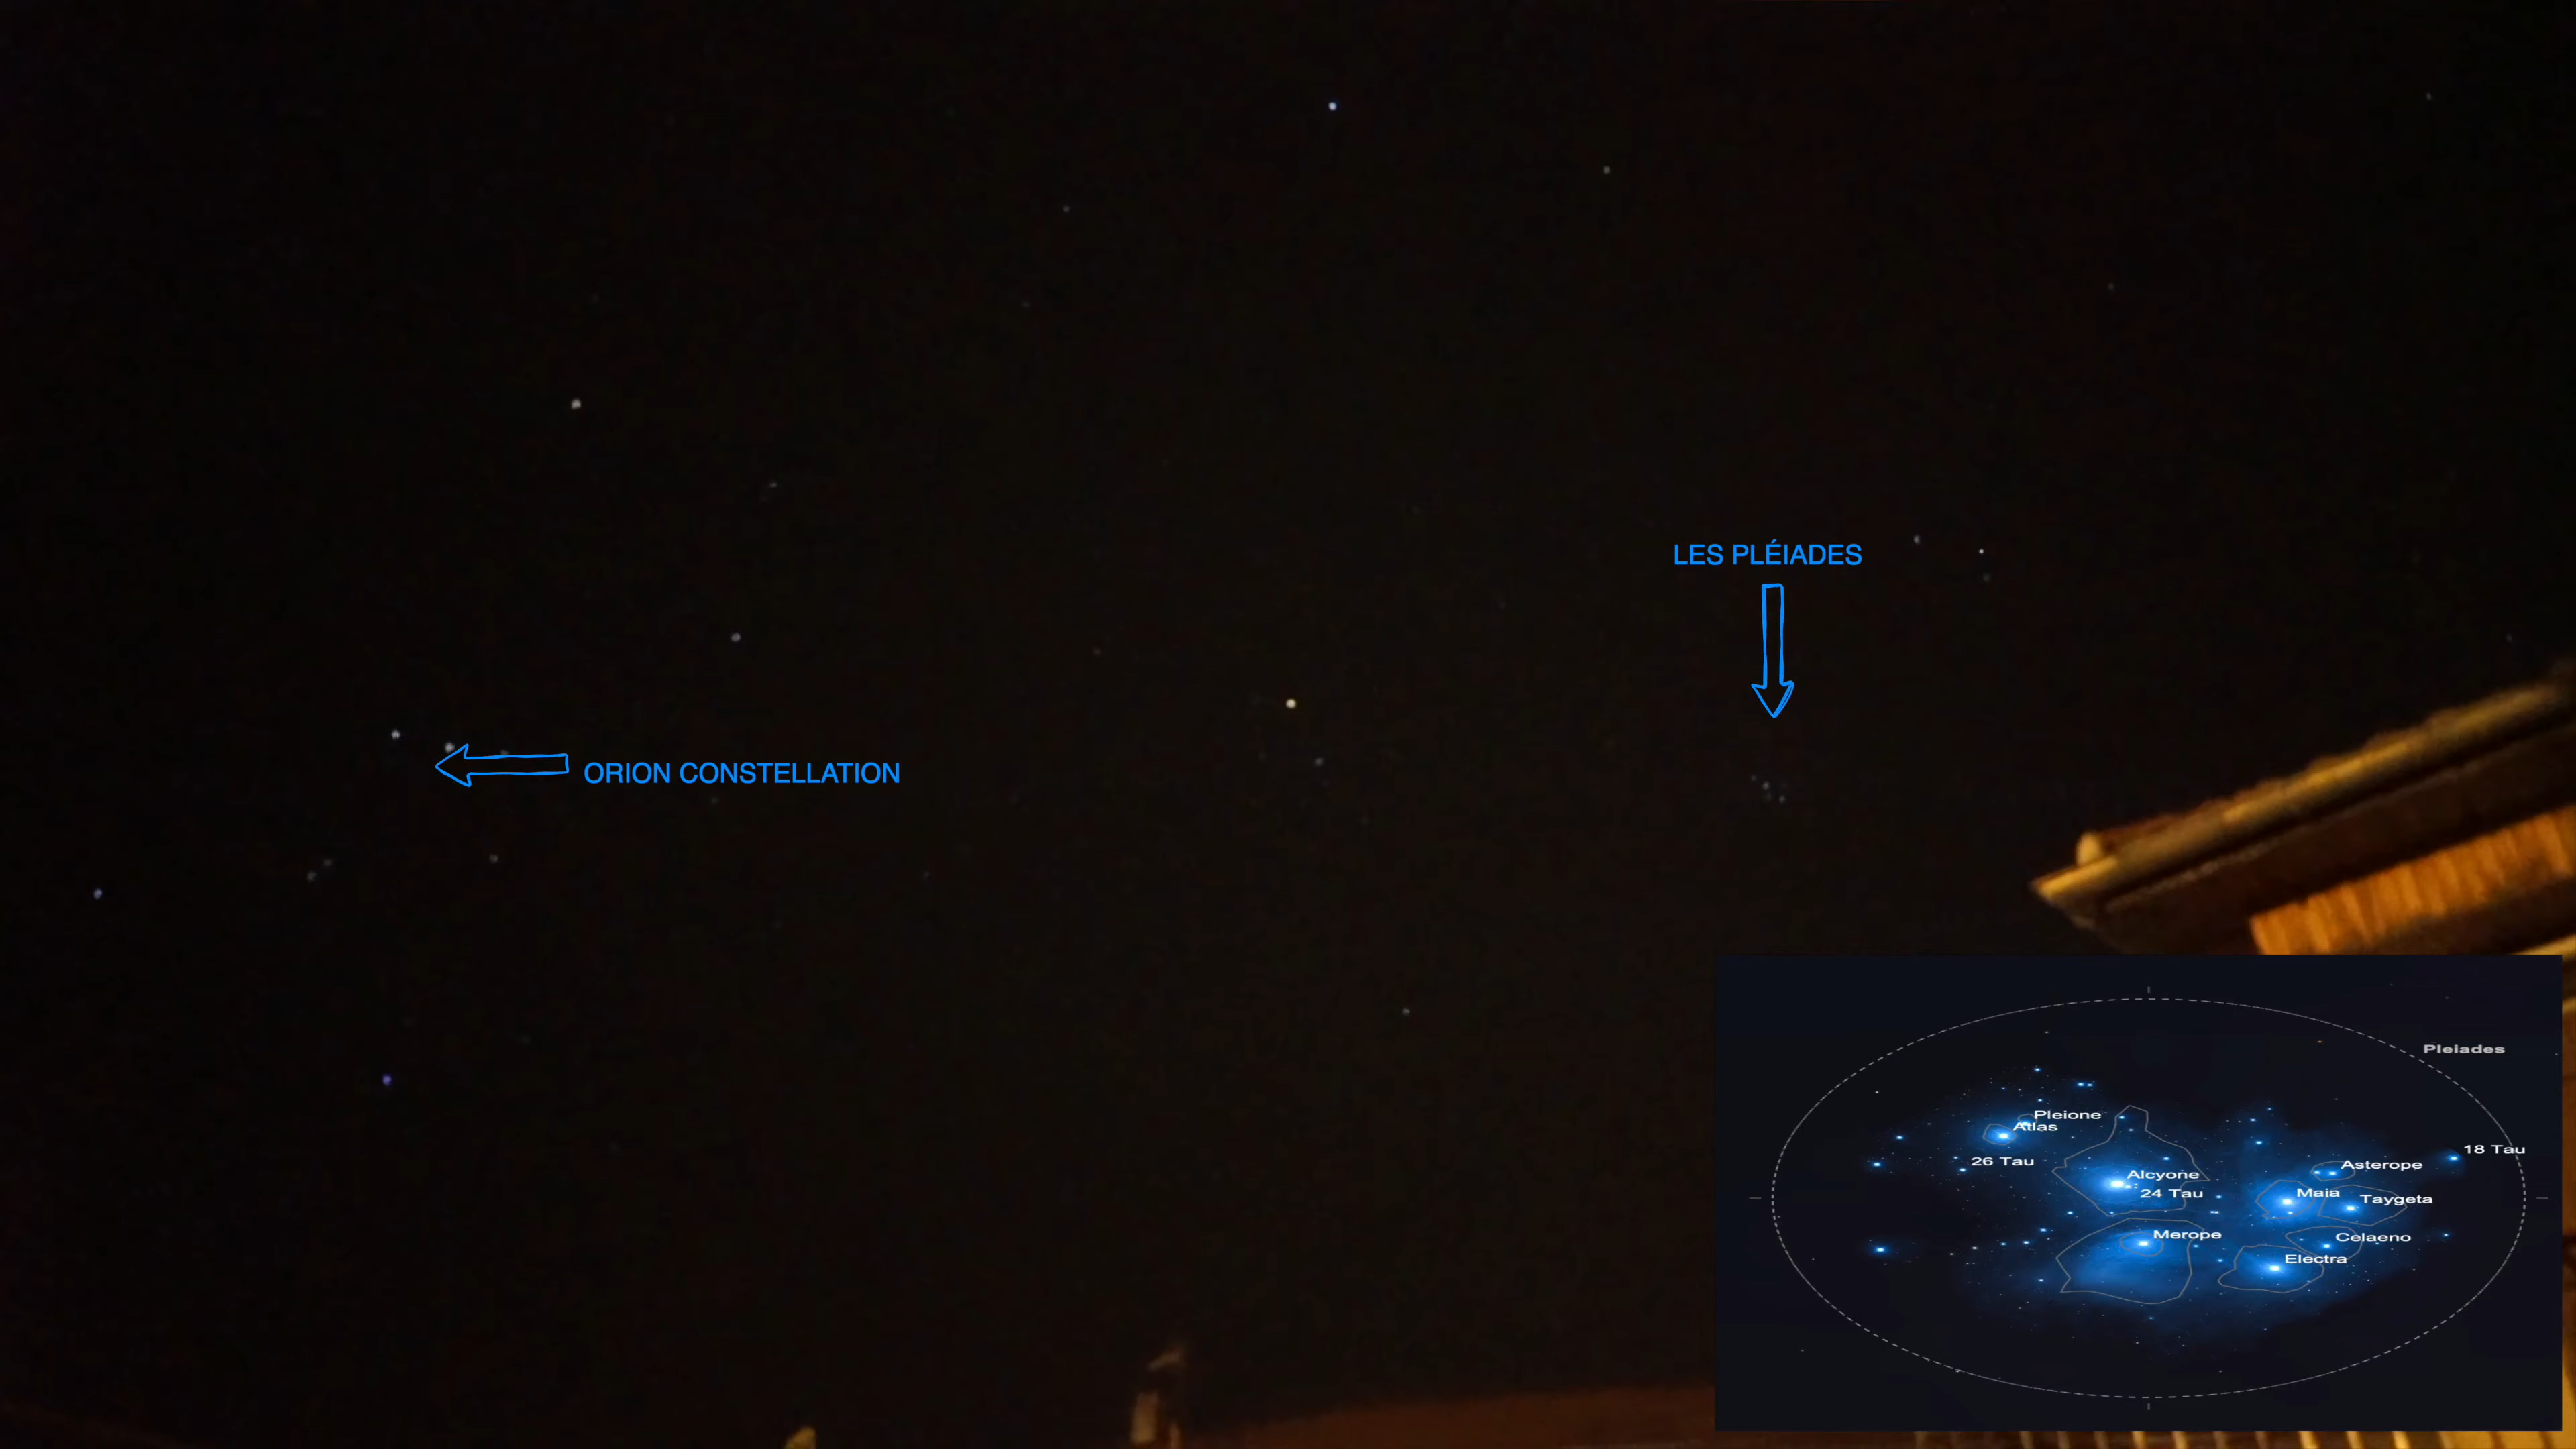 LES PLÉIADES
ORION CONSTELLATION
Pleiades
Pleione
Atlas
26 Tau
18 Tau
Asterope
Alcyone
24 Tau
Maia
Taygeta
Merope
Celaeno
Electra